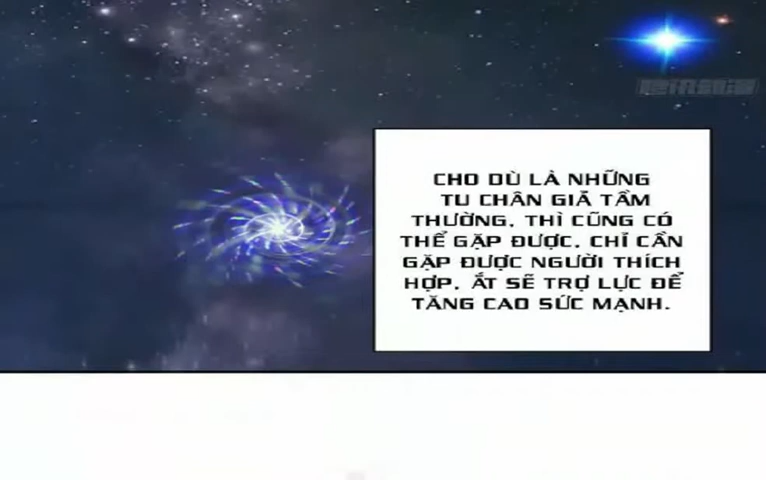 CHO DÙ LÀ NHỮNG
TU CHÂN GIẢ TẦM
THƯỜNG, THÌ CŨNG CÓ
THỂ GẶP ĐƯỢC, CHỈ CẦN
GẶP ĐƯỢC NGƯỜI THÍCH
HỢP, ẮT SẼ TRỢ LỰC ĐỂ
TĂNG CAO SỨC MẠNH.